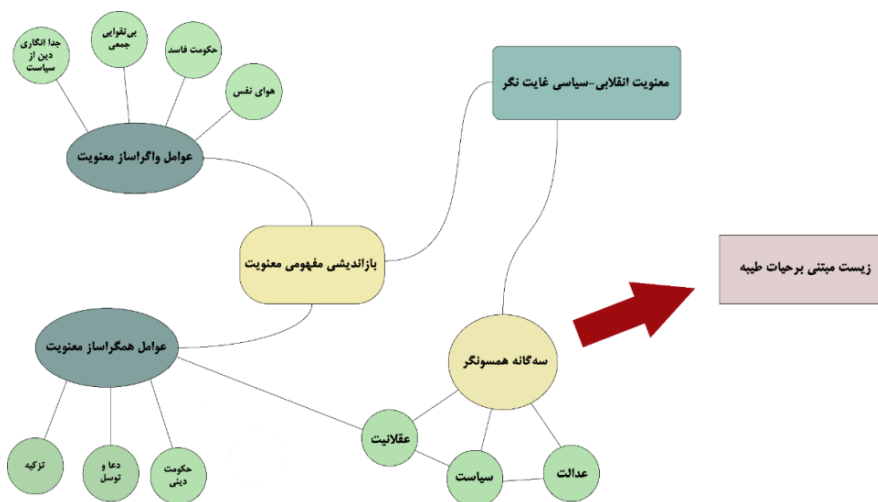 جدا انگاری
دین از
سیاست
بی‌تقوایی
جمعی
حکومت فاسد
هوای نفس
عوامل واگراساز معنویت
معنویت انقلابی-سیاسی غایت نگر
بازاندیشی مفهومی معنویت
زیست مبتنی برحیات طیبه
عوامل همگراساز معنویت
سه‌گانه همسونگر
تزکیه
دعا و
توسل
حکومت
دینی
عقلانیت
سیاست
عدالت